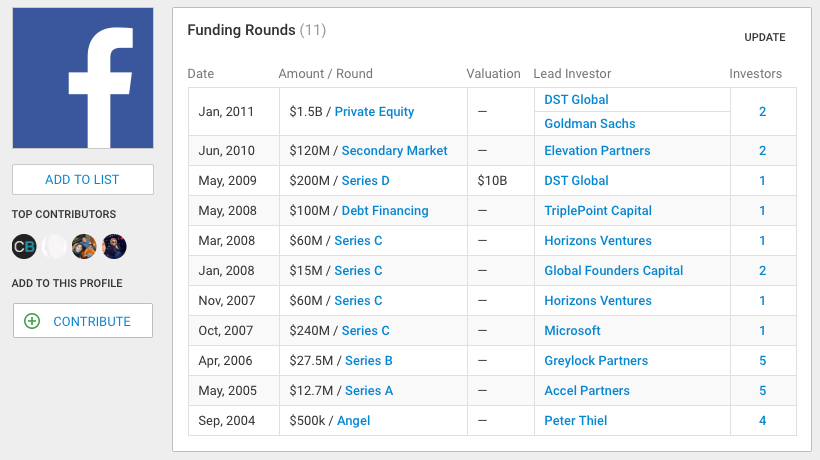 f
Funding Rounds (11)
UPDATE
Date Amount / Round Valuation Lead Investor Investors
Jan, 2011 $1.5B / Private Equity — DST Global 2
Goldman Sachs
Jun, 2010 $120M / Secondary Market — Elevation Partners 2
May, 2009 $200M / Series D $10B DST Global 1
May, 2008 $100M / Debt Financing — TriplePoint Capital 1
Mar, 2008 $60M / Series C — Horizons Ventures 1
Jan, 2008 $15M / Series C — Global Founders Capital 2
Nov, 2007 $60M / Series C — Horizons Ventures 1
Oct, 2007 $240M / Series C — Microsoft 1
Apr, 2006 $27.5M / Series B — Greylock Partners 5
May, 2005 $12.7M / Series A — Accel Partners 5
Sep, 2004 $500k / Angel — Peter Thiel 4
ADD TO LIST
TOP CONTRIBUTORS
CB
ADD TO THIS PROFILE
CONTRIBUTE